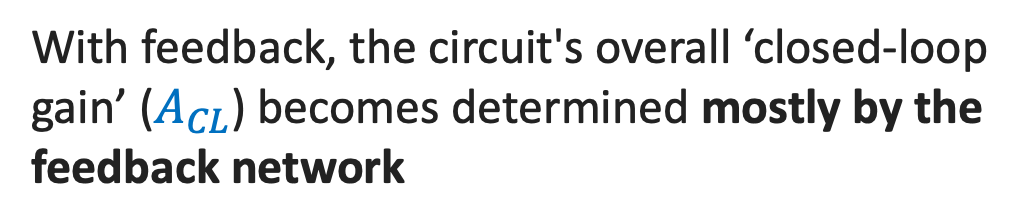 With feedback, the circuit's overall ‘closed-loop
gain’ (A_CL) becomes determined mostly by the
feedback network